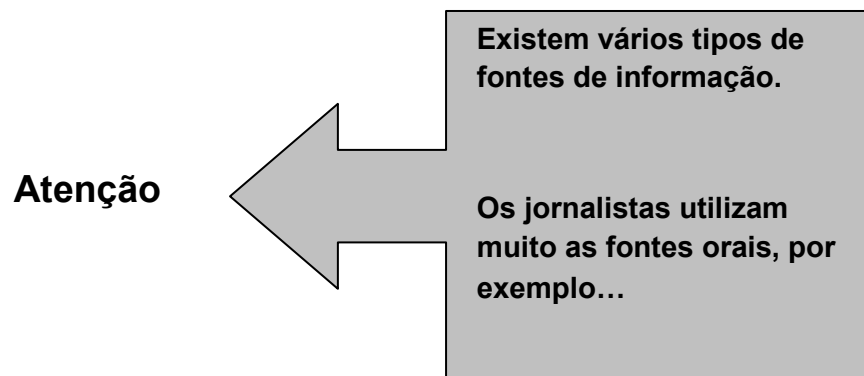 Existem vários tipos de
fontes de informação.
Atenção
Os jornalistas utilizam
muito as fontes orais, por
exemplo…